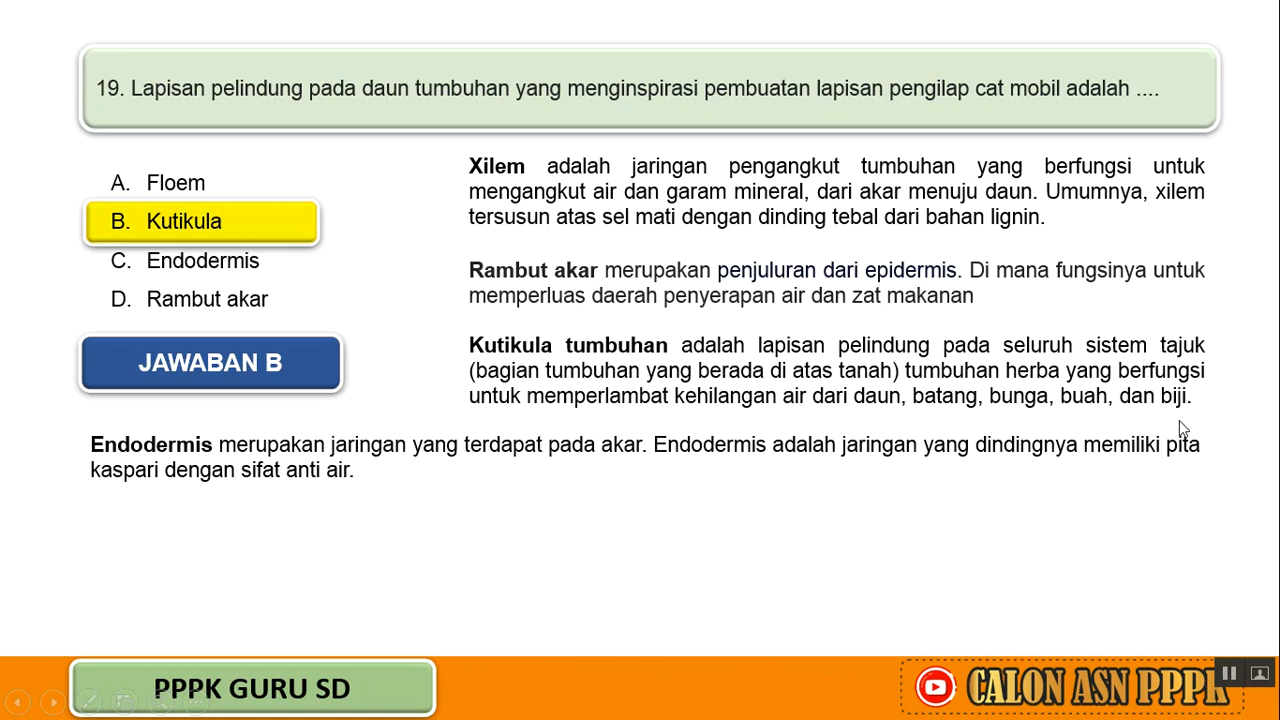 19. Lapisan pelindung pada daun tumbuhan yang menginspirasi pembuatan lapisan pengilap cat mobil adalah ....
A. Floem
B. Kutikula
C. Endodermis
D. Rambut akar
JAWABAN B
Xilem adalah jaringan pengangkut tumbuhan yang berfungsi untuk
mengangkut air dan garam mineral, dari akar menuju daun. Umumnya, xilem
tersusun atas sel mati dengan dinding tebal dari bahan lignin.
Rambut akar merupakan penjuluran dari epidermis. Di mana fungsinya untuk
memperluas daerah penyerapan air dan zat makanan
Kutikula tumbuhan adalah lapisan pelindung pada seluruh sistem tajuk
(bagian tumbuhan yang berada di atas tanah) tumbuhan herba yang berfungsi
untuk memperlambat kehilangan air dari daun, batang, bunga, buah, dan biji.
Endodermis merupakan jaringan yang terdapat pada akar. Endodermis adalah jaringan yang dindingnya memiliki pita
kaspari dengan sifat anti air.
PPPK GURU SD
CALON ASN PPPK